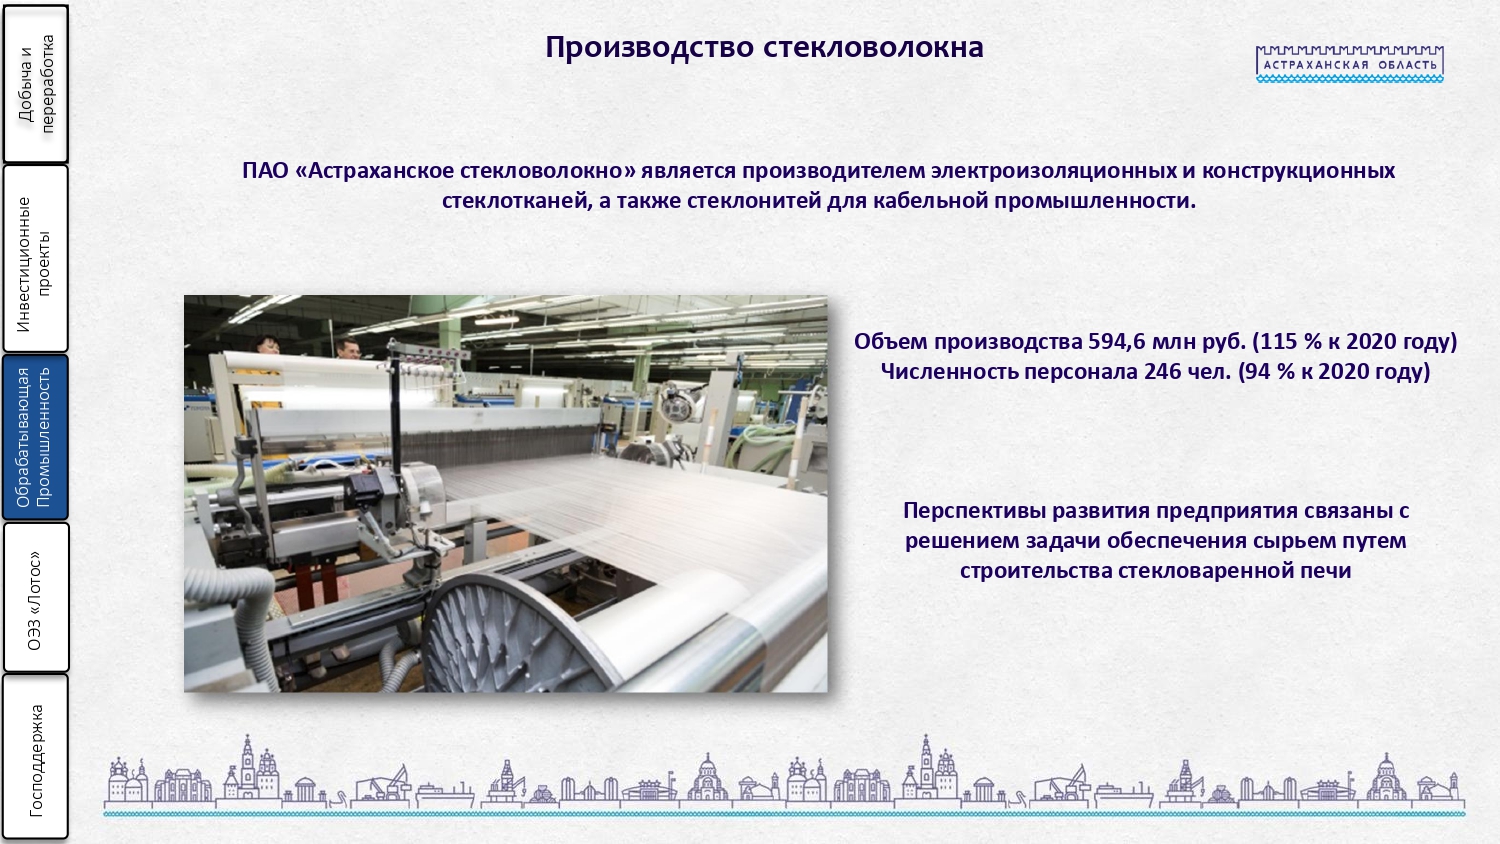 Производство стекловолокна
АСТРАХАНСКАЯ ОБЛАСТЬ
Добыча и
переработка
Инвестиционные
проекты
Обрабатывающая
Промышленность
ОЭЗ «Лотос»
Господдержка
ПАО «Астраханское стекловолокно» является производителем электроизоляционных и конструкционных
стеклотканей, а также стеклонитей для кабельной промышленности.
Объем производства 594,6 млн руб. (115 % к 2020 году)
Численность персонала 246 чел. (94 % к 2020 году)
Перспективы развития предприятия связаны с
решением задачи обеспечения сырьем путем
строительства стекловаренной печи